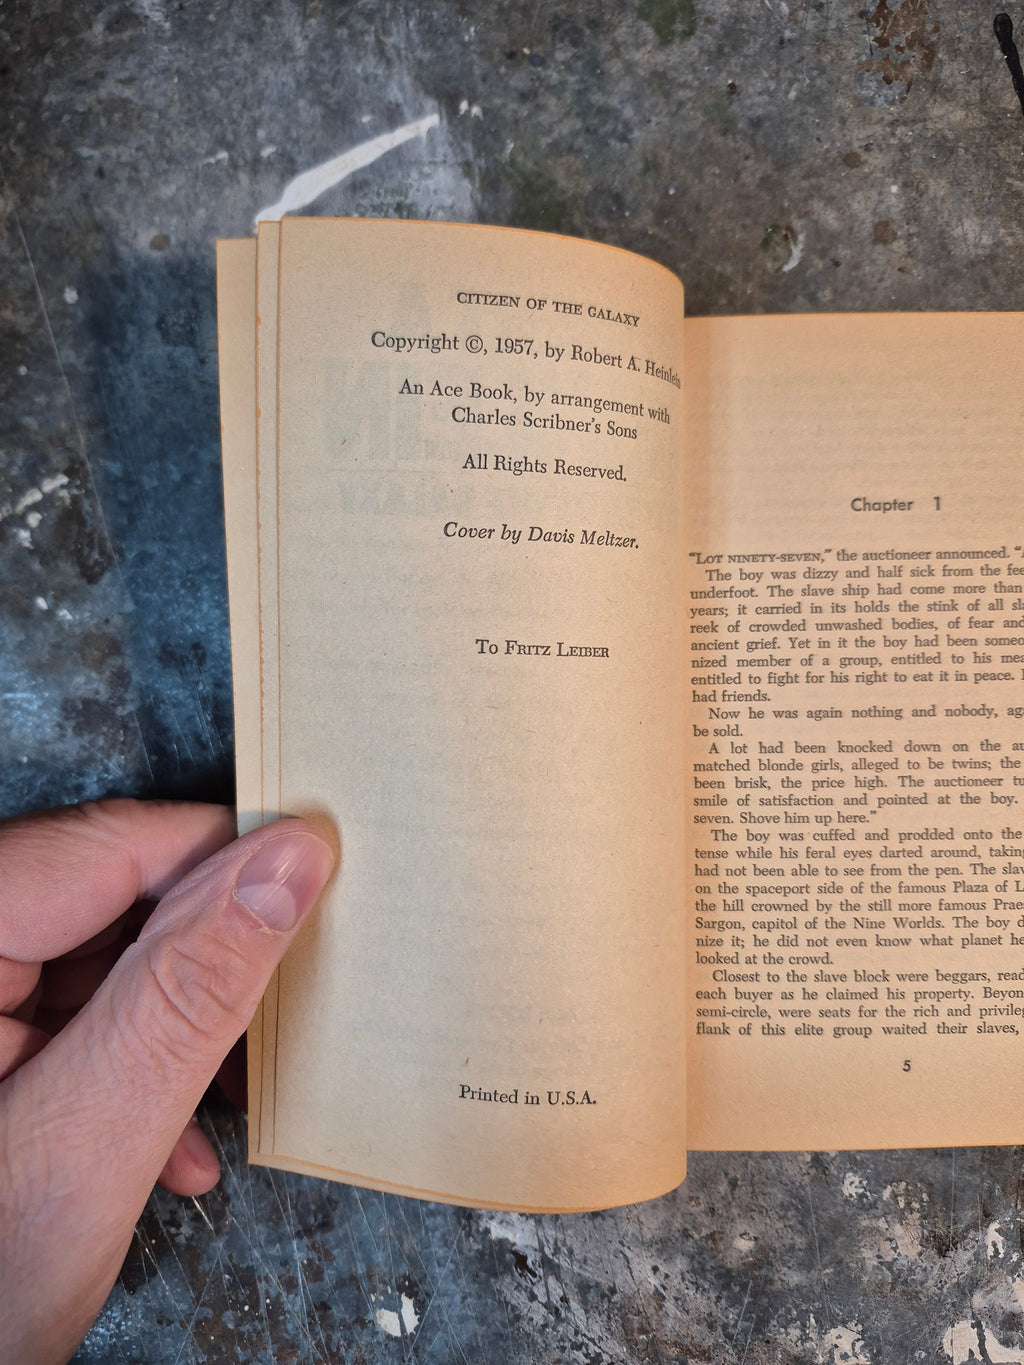 CITIZEN OF THE GALAXY
Copyright ©, 1957, by Robert A. Heinlein
An Ace Book, by arrangement with
Charles Scribner's Sons
All Rights Reserved.
Cover by Davis Meltzer.
To FRITZ LEIBER
Printed in U.S.A.
Chapter 1
"LOT NINETY-SEVEN," the auctioneer announced.
The boy was dizzy and half sick from the
underfoot. The slave ship had come more than
years; it carried in its holds the stink of all
reek of crowded unwashed bodies, of fear and
ancient grief. Yet in it the boy had been
nized member of a group, entitled to his
entitled to fight for his right to eat it in peace.
had friends.
Now he was again nothing and nobody,
be sold.
A lot had been knocked down on the
matched blonde girls, alleged to be twins; the
been brisk, the price high. The auctioneer
smile of satisfaction and pointed at the boy.
seven. Shove him up here."
The boy was cuffed and prodded onto the
tense while his feral eyes darted around,
had not been able to see from the pen. The
on the spaceport side of the famous Plaza of
the hill crowned by the still more famous
Sargon, capitol of the Nine Worlds. The boy
nize it; he did not even know what planet
looked at the crowd.
Closest to the slave block were beggars,
each buyer as he claimed his property.
semi-circle, were seats for the rich and
flank of this elite group waited their slaves,
5